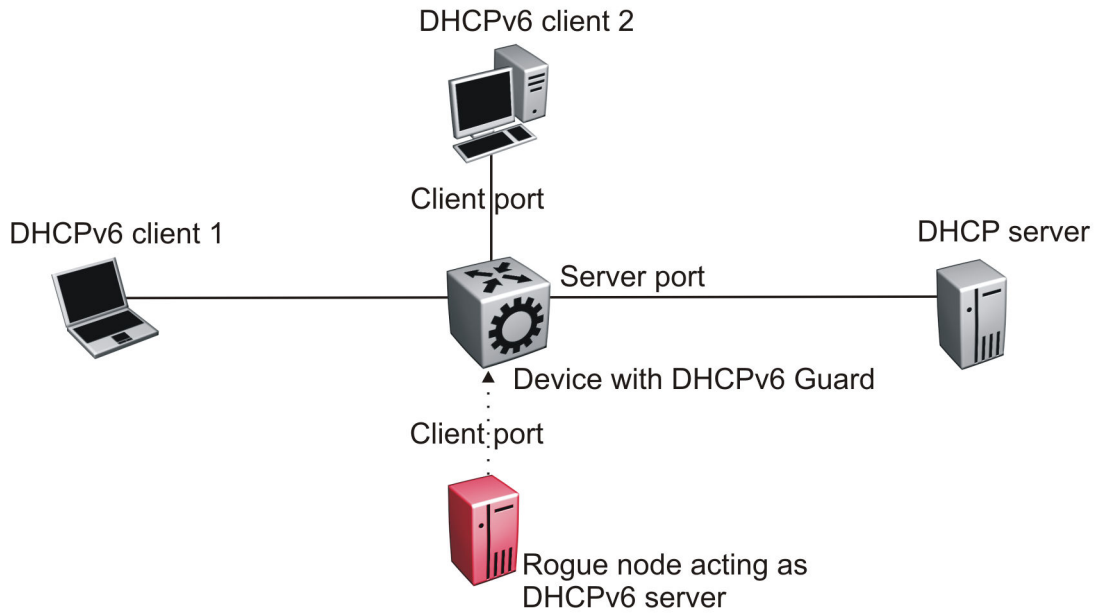 DHCPv6 client 2
Client port
DHCPv6 client 1
DHCP server
Server port
Device with DHCPv6 Guard
Client port
Rogue node acting as
DHCPv6 server